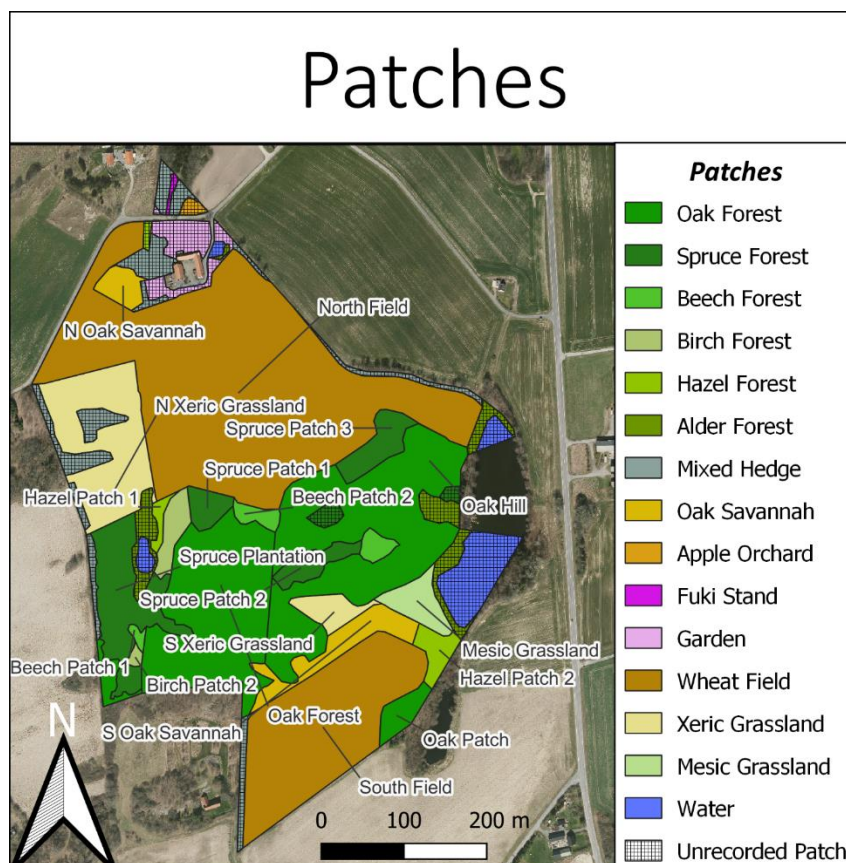 Patches
N Oak Savannah
North Field
N Xeric Grassland
Spruce Patch 3
Spruce Patch 1
Hazel Patch 1
Beech Patch 2
Oak Hill
Spruce Plantation
Spruce Patch 2
S Xeric Grassland
Mesic Grassland
Beech Patch 1
Hazel Patch 2
Birch Patch 2
Oak Forest
S Oak Savannah
Oak Patch
South Field
N
0 100 200 m
Patches
Oak Forest
Spruce Forest
Beech Forest
Birch Forest
Hazel Forest
Alder Forest
Mixed Hedge
Oak Savannah
Apple Orchard
Fuki Stand
Garden
Wheat Field
Xeric Grassland
Mesic Grassland
Water
Unrecorded Patch